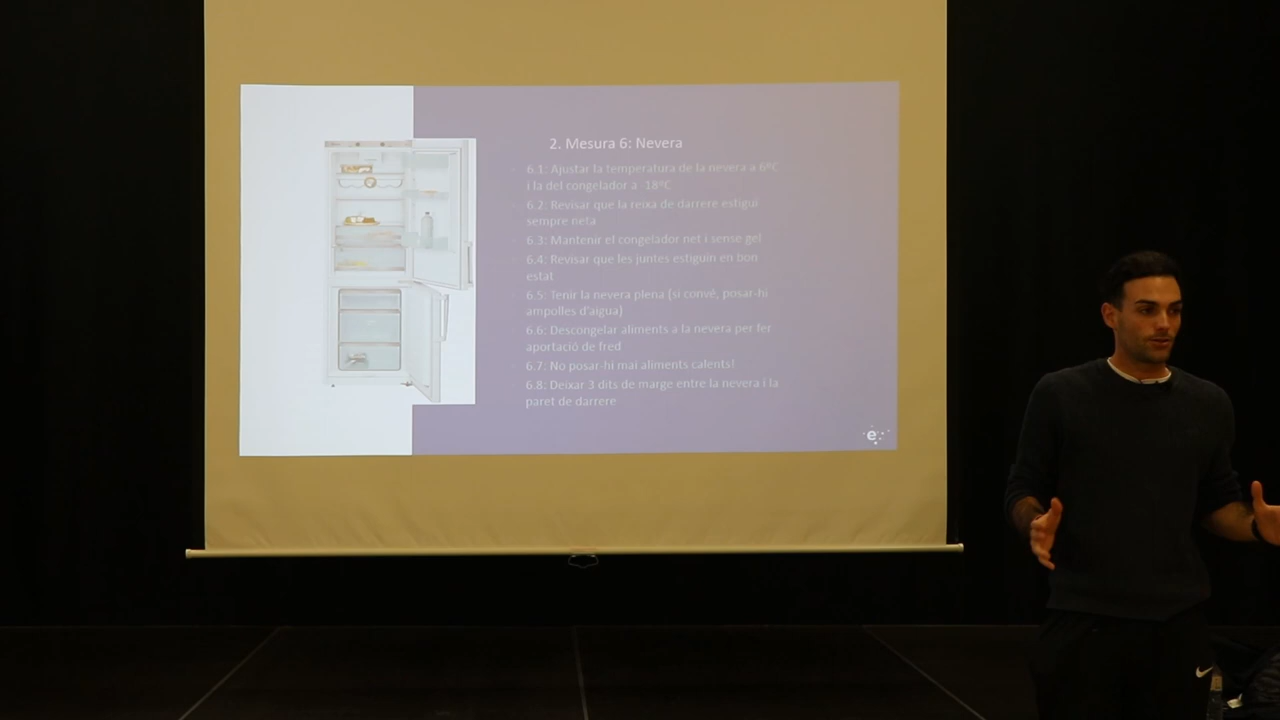 2. Mesura 6: Nevera
6.1: Ajustar la temperatura de la nevera a 6ºC
i la del congelador a -18ºC
6.2: Revisar que la reixa de darrere estigui
sempre neta
6.3: Mantenir el congelador net i sense gel
6.4: Revisar que les juntes estiguin en bon
estat
6.5: Tenir la nevera plena (si convé, posar-hi
ampolles d'aigua)
6.6: Descongelar aliments a la nevera per fer
aportació de fred
6.7: No posar-hi mai aliments calents!
6.8: Deixar 3 dits de marge entre la nevera i la
paret de darrere
e